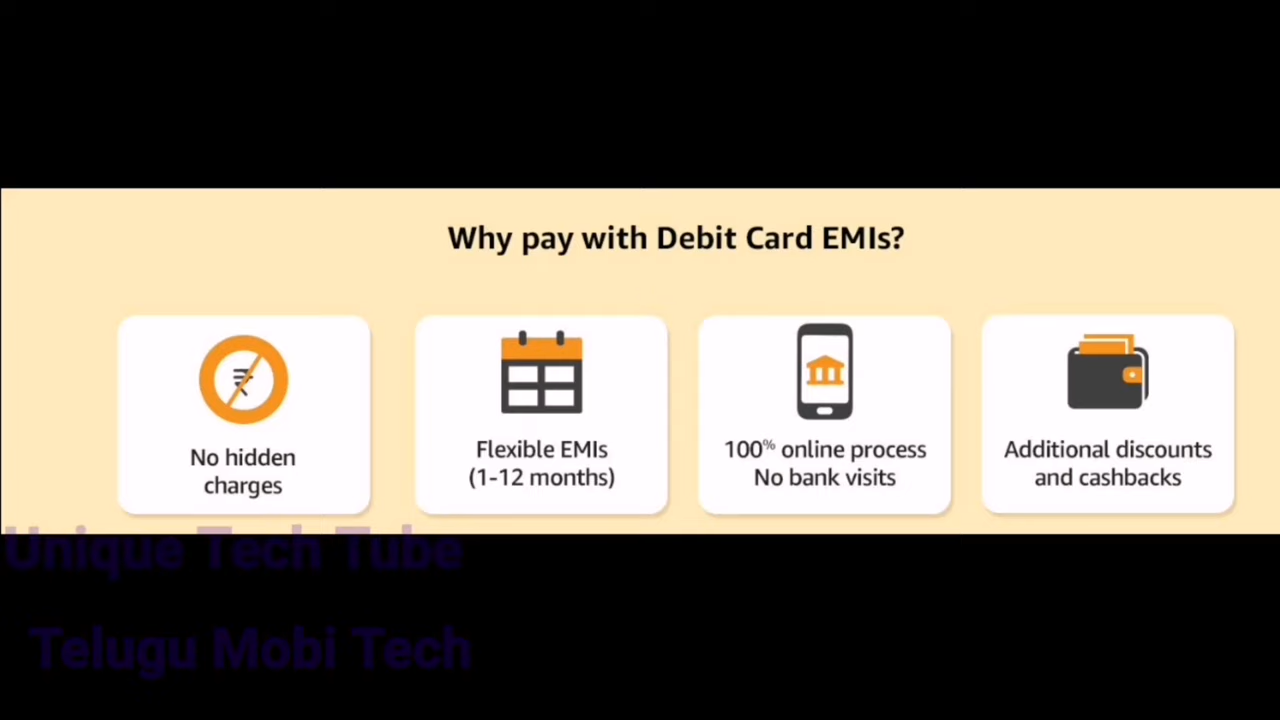 Why pay with Debit Card EMIs?
No hidden
charges
Flexible EMIs
(1-12 months)
100% online process
No bank visits
Additional discounts
and cashbacks
Unique Tech Tube
Telugu Mobi Tech